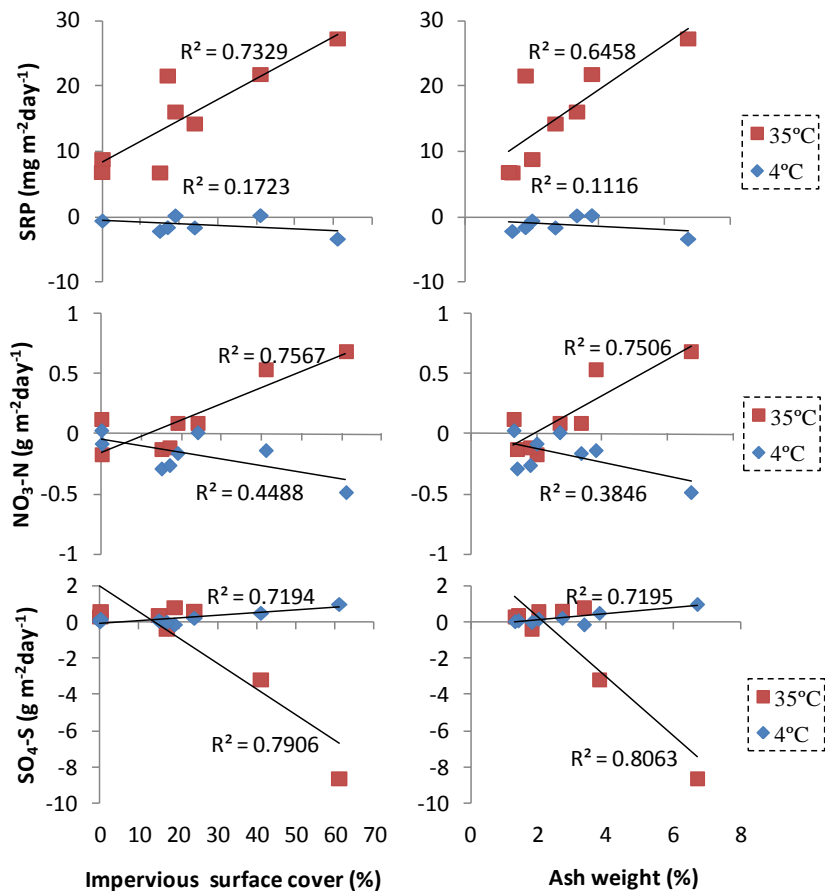 30
20
10
0
-10
SRP (mg m⁻²day⁻¹)
R² = 0.7329
R² = 0.1723
30
20
10
0
-10
R² = 0.6458
R² = 0.1116
35ºC
4ºC
1
0.5
0
-0.5
-1
NO₃-N (g m⁻²day⁻¹)
R² = 0.7567
R² = 0.4488
1
0.5
0
-0.5
-1
R² = 0.7506
R² = 0.3846
35ºC
4ºC
2
0
-2
-4
-6
-8
-10
SO₄-S (g m⁻²day⁻¹)
R² = 0.7194
R² = 0.7906
0 10 20 30 40 50 60 70
Impervious surface cover (%)
2
0
-2
-4
-6
-8
-10
R² = 0.7195
R² = 0.8063
0 2 4 6 8
Ash weight (%)
35ºC
4ºC